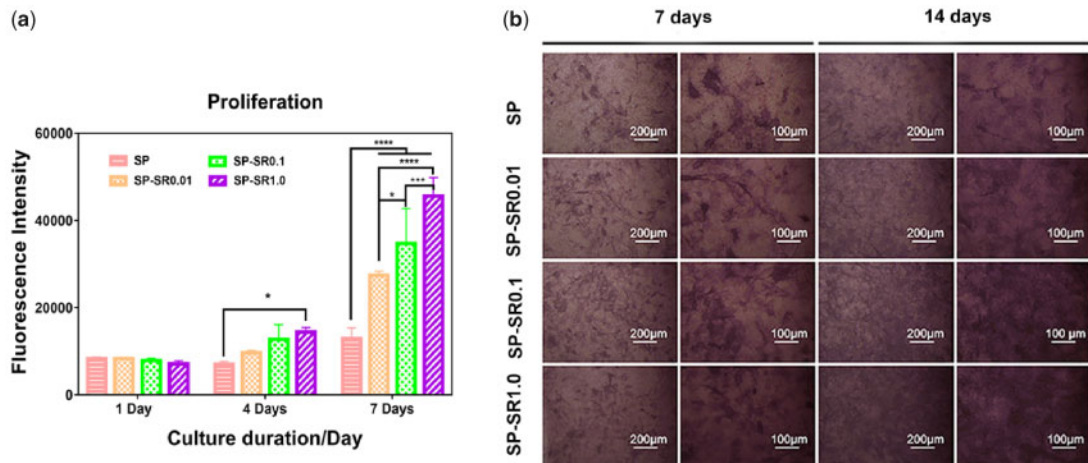 (a)
Proliferation
Fluorescence Intensity
60000
40000
20000
0
SP
SP-SR0.01
SP-SR0.1
SP-SR1.0
****
****
***
*
*
1 Day
4 Days
7 Days
Culture duration/Day
(b)
7 days
14 days
SP
200µm
100µm
200µm
100µm
SP-SR0.01
200µm
100µm
200µm
100µm
SP-SR0.1
200µm
100µm
200µm
100 µm
SP-SR1.0
200µm
100µm
200µm
100µm